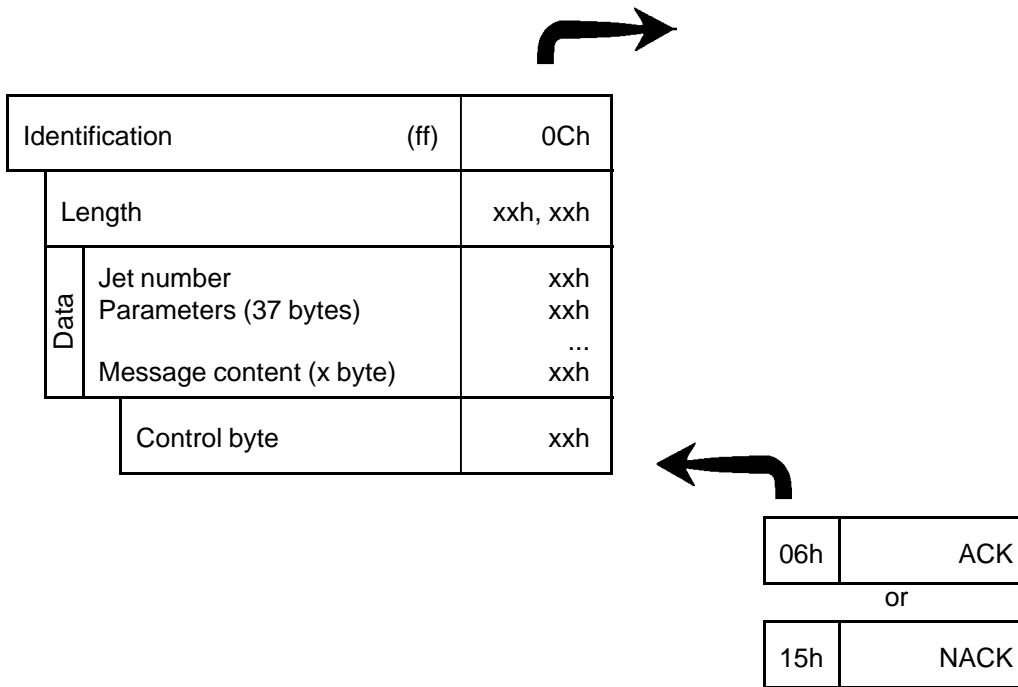 Identification (ff) 0Ch
Length xxh, xxh
Data
Jet number xxh
Parameters (37 bytes) xxh
...
Message content (x byte) xxh
Control byte xxh
06h ACK
or
15h NACK